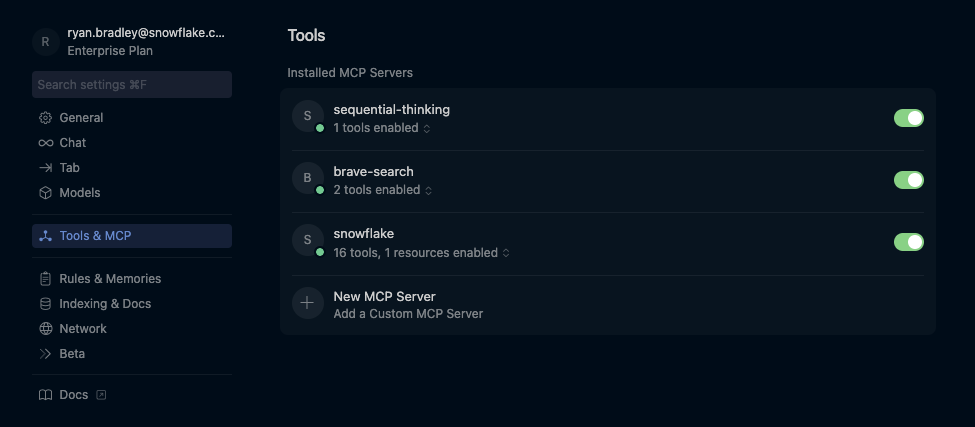 R
ryan.bradley@snowflake.c...
Enterprise Plan
Search settings ⌘F
General
Chat
Tab
Models
Tools & MCP
Rules & Memories
Indexing & Docs
Network
Beta
Docs
Tools
Installed MCP Servers
S
sequential-thinking
1 tools enabled
B
brave-search
2 tools enabled
S
snowflake
16 tools, 1 resources enabled
New MCP Server
Add a Custom MCP Server